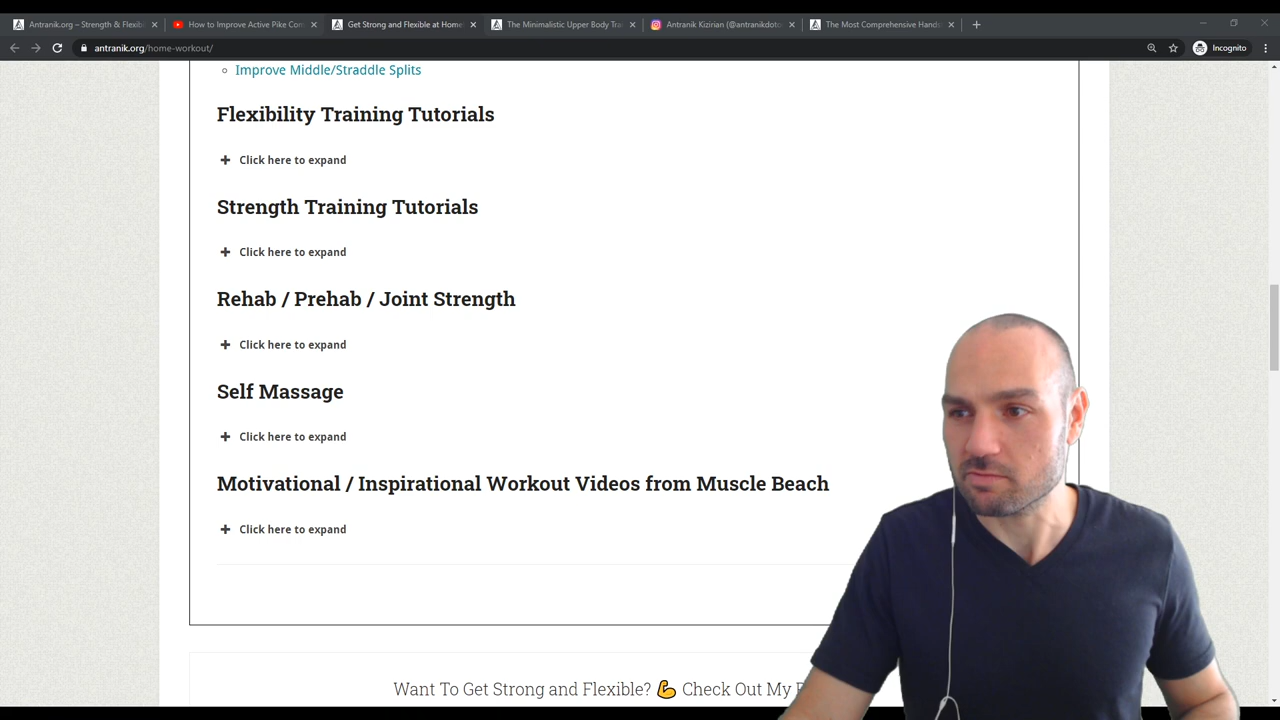 Antranik.org – Strength & Flexib
How to Improve Active Pike Com
Get Strong and Flexible at Home
The Minimalistic Upper Body Trai
Antranik Kizirian (@antranikdoto
The Most Comprehensive Hands
antranik.org/home-workout/
Incognito
Improve Middle/Straddle Splits
Flexibility Training Tutorials
Click here to expand
Strength Training Tutorials
Click here to expand
Rehab / Prehab / Joint Strength
Click here to expand
Self Massage
Click here to expand
Motivational / Inspirational Workout Videos from Muscle Beach
Click here to expand
Want To Get Strong and Flexible? 💪 Check Out My